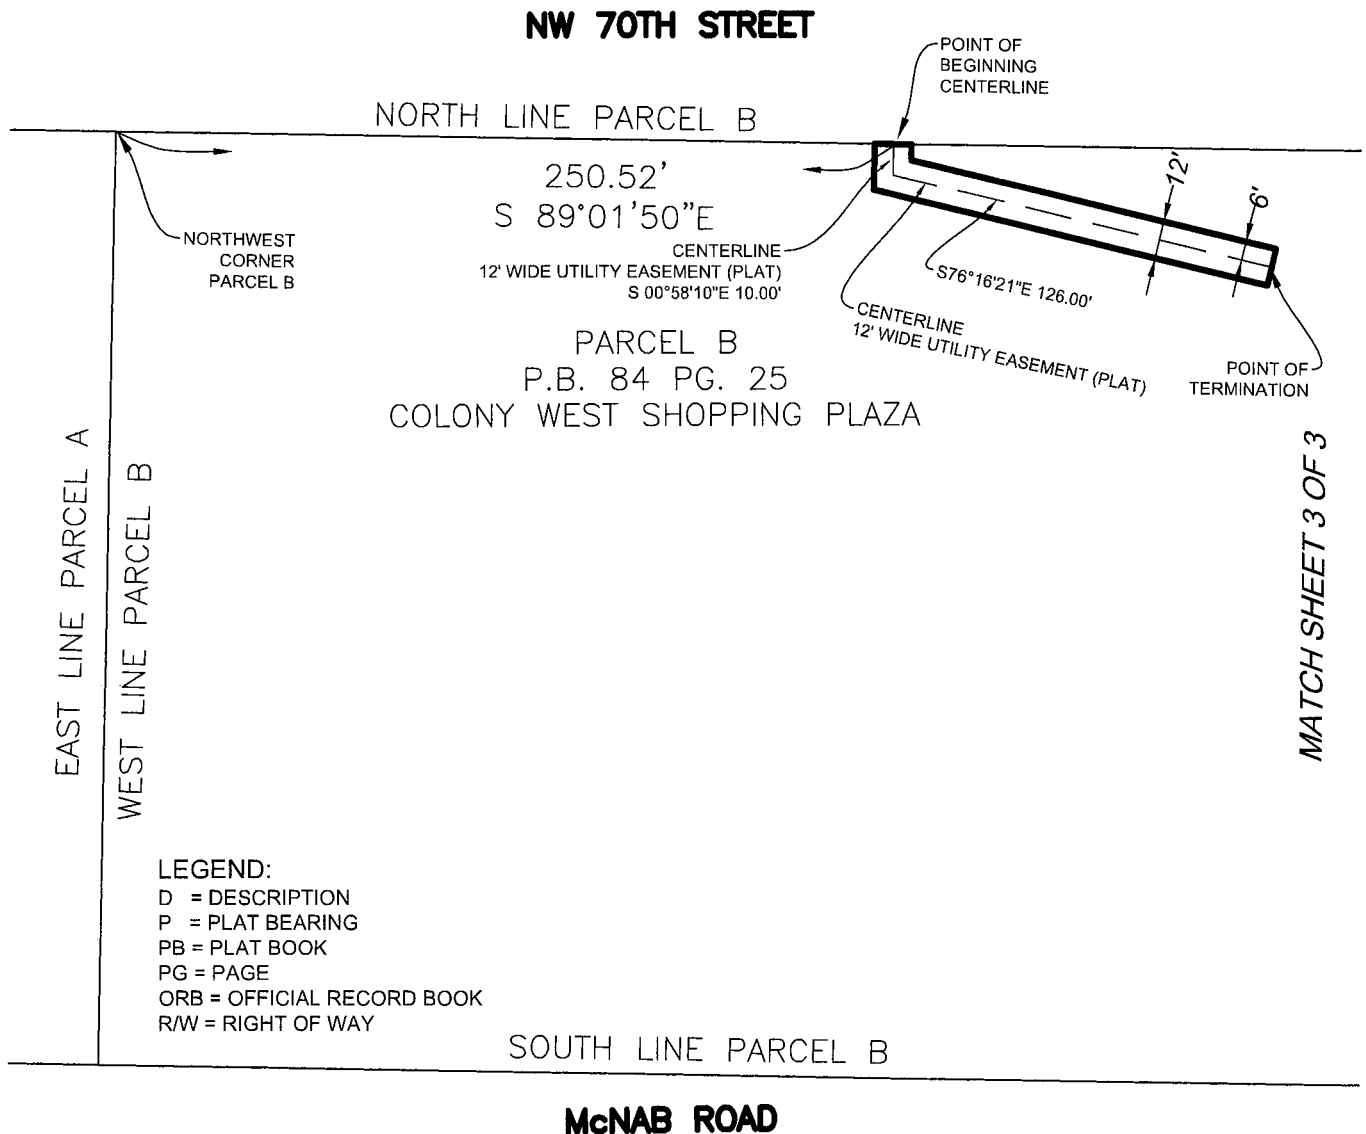 NW 70TH STREET
POINT OF
BEGINNING
CENTERLINE
NORTH LINE PARCEL B
250.52'
S 89°01'50"E
12'
6'
NORTHWEST
CORNER
PARCEL B
CENTERLINE
12' WIDE UTILITY EASEMENT (PLAT)
S 00°58'10"E 10.00'
S76°16'21"E 126.00'
CENTERLINE
12' WIDE UTILITY EASEMENT (PLAT)
POINT OF
TERMINATION
PARCEL B
P.B. 84 PG. 25
COLONY WEST SHOPPING PLAZA
EAST LINE PARCEL A
WEST LINE PARCEL B
MATCH SHEET 3 OF 3
LEGEND:
D = DESCRIPTION
P = PLAT BEARING
PB = PLAT BOOK
PG = PAGE
ORB = OFFICIAL RECORD BOOK
R/W = RIGHT OF WAY
SOUTH LINE PARCEL B
McNAB ROAD